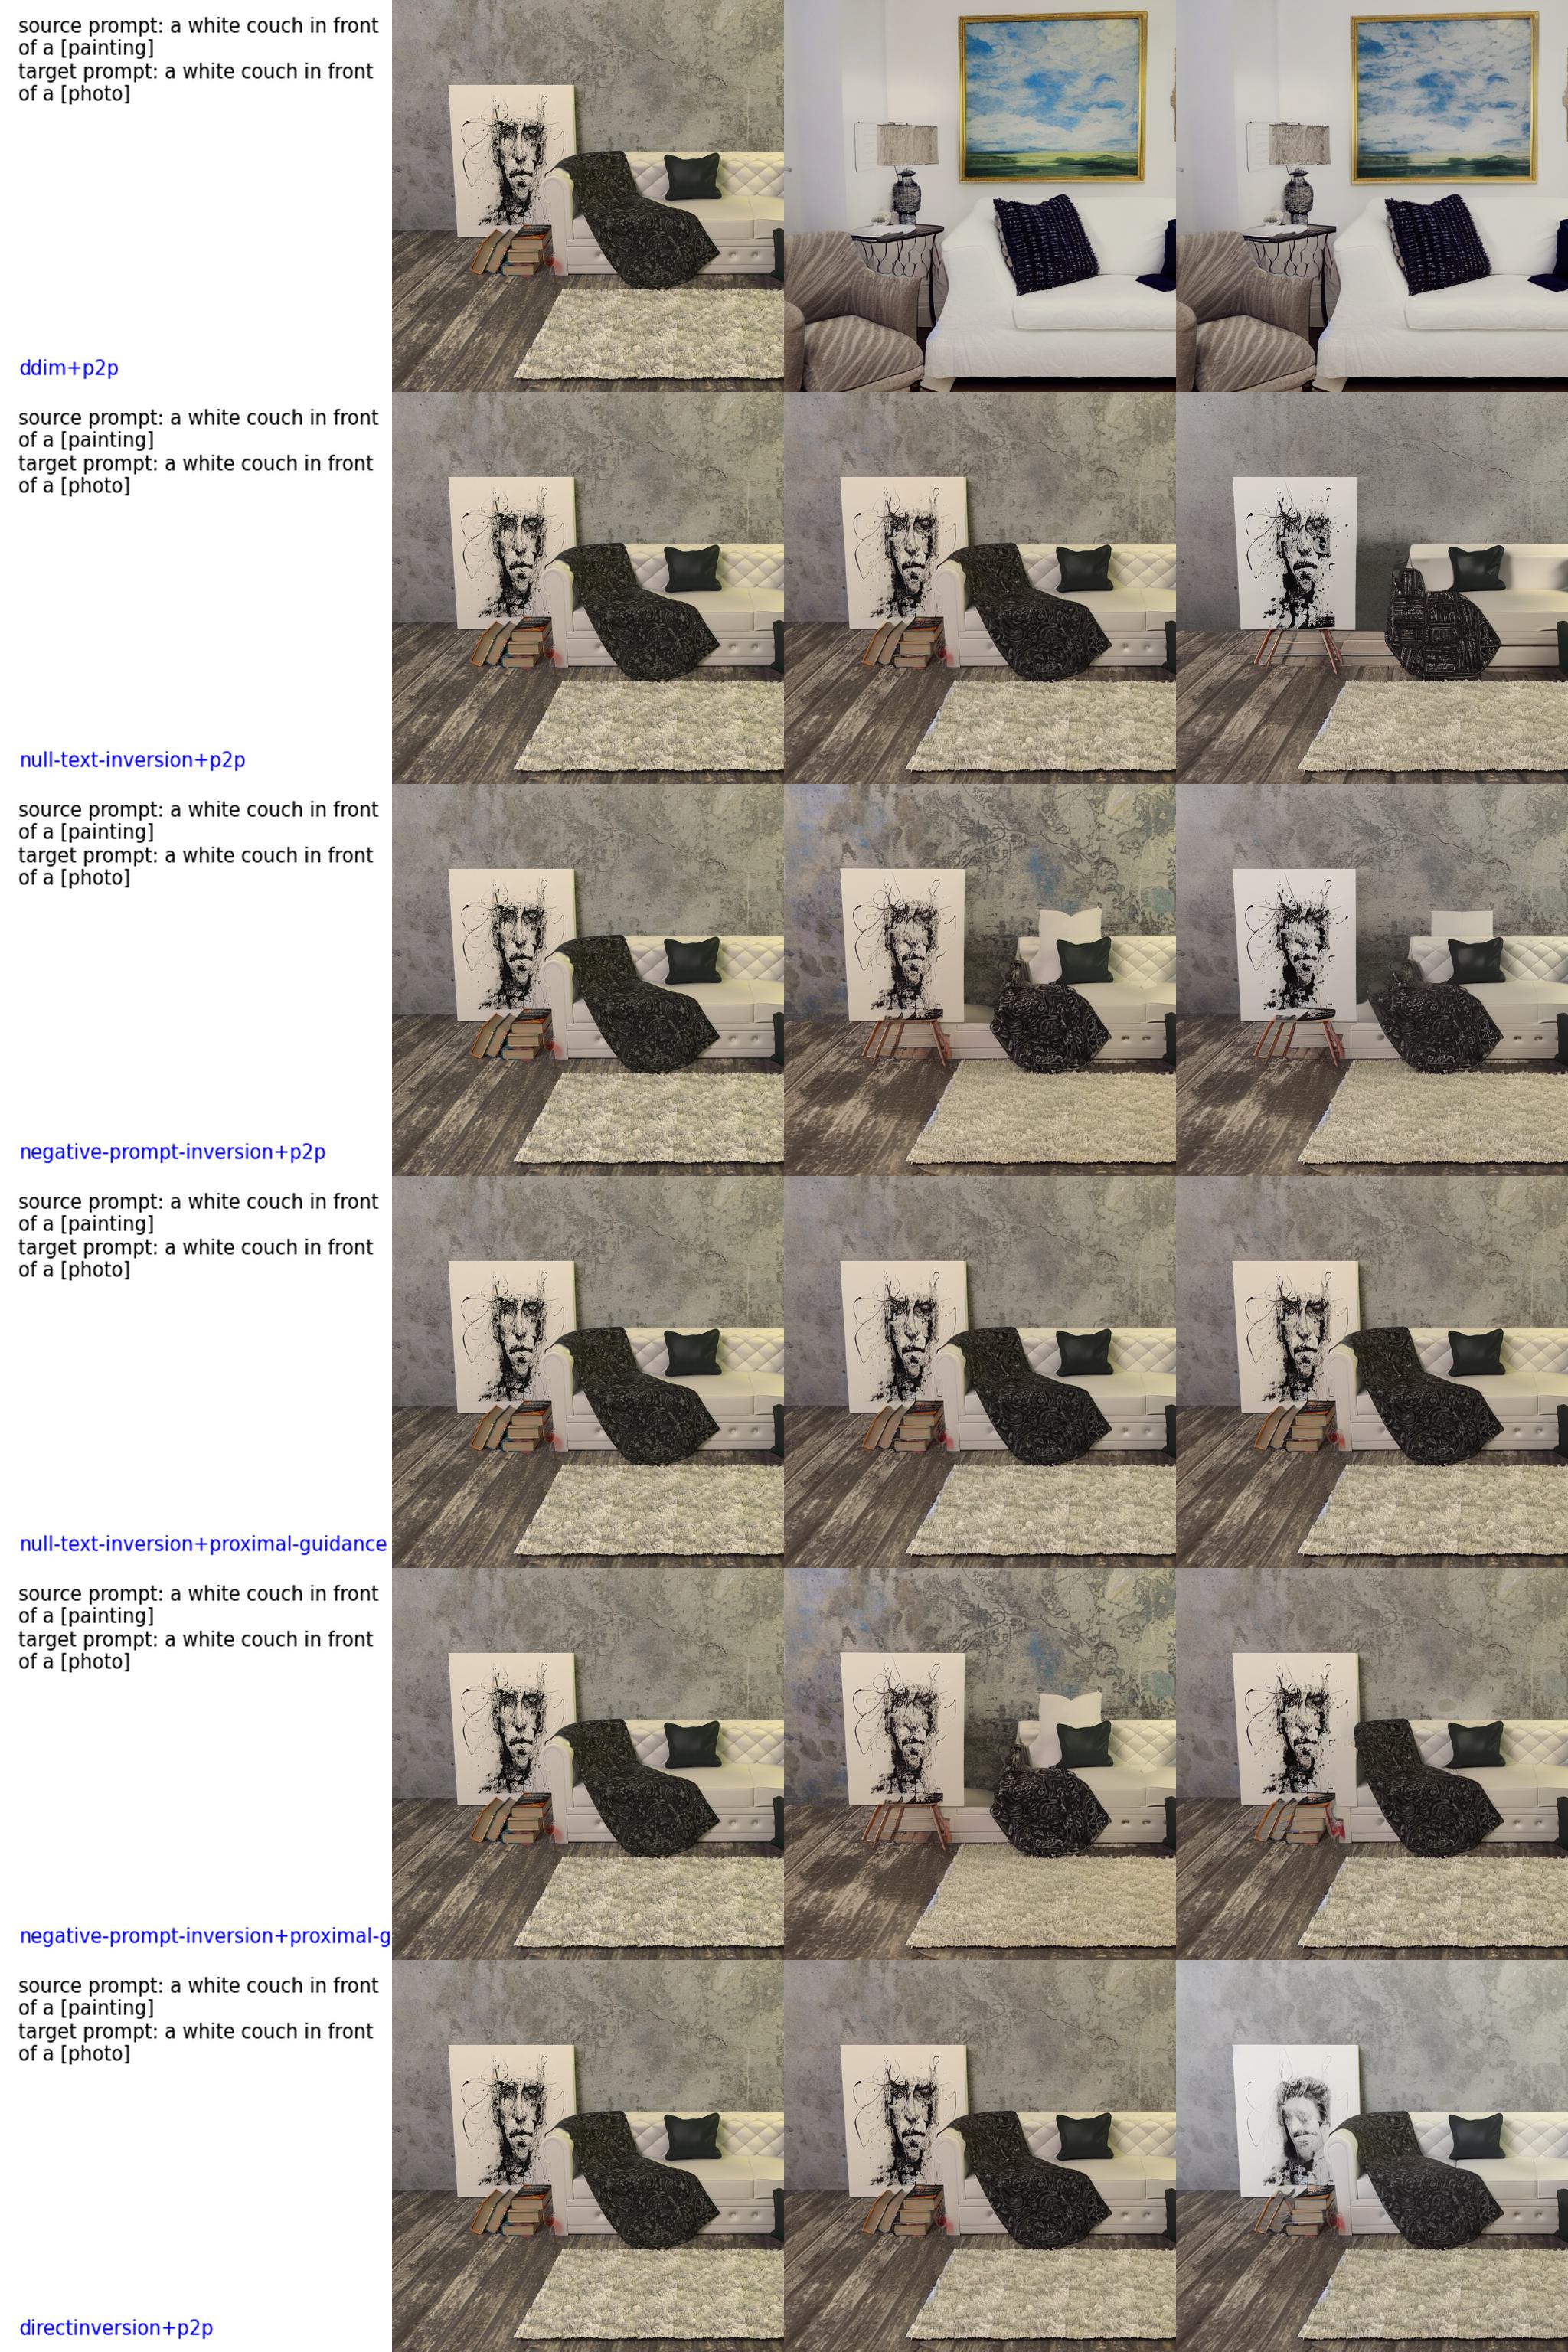 source prompt: a white couch in front
of a [painting]
target prompt: a white couch in front
of a [photo]
ddim+p2p
source prompt: a white couch in front
of a [painting]
target prompt: a white couch in front
of a [photo]
null-text-inversion+p2p
source prompt: a white couch in front
of a [painting]
target prompt: a white couch in front
of a [photo]
negative-prompt-inversion+p2p
source prompt: a white couch in front
of a [painting]
target prompt: a white couch in front
of a [photo]
null-text-inversion+proximal-guidance
source prompt: a white couch in front
of a [painting]
target prompt: a white couch in front
of a [photo]
negative-prompt-inversion+proximal-g
source prompt: a white couch in front
of a [painting]
target prompt: a white couch in front
of a [photo]
directinversion+p2p